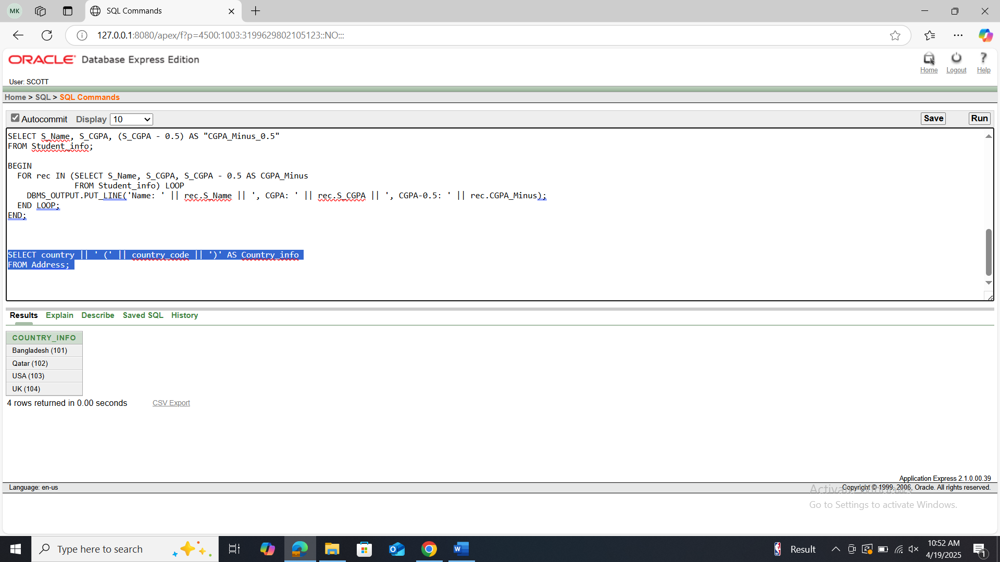 MK
SQL Commands
127.0.0.1:8080/apex/f?p=4500:1003:3199629802105123::NO:::
ORACLE Database Express Edition
Home Logout Help
User: SCOTT
Home > SQL > SQL Commands
Autocommit Display 10 Save Run
SELECT S_Name, S_CGPA, (S_CGPA - 0.5) AS "CGPA_Minus_0.5"
FROM Student_info;
BEGIN
FOR rec IN (SELECT S_Name, S_CGPA, S_CGPA - 0.5 AS CGPA_Minus
FROM Student_info) LOOP
DBMS_OUTPUT.PUT_LINE('Name: ' || rec.S_Name || ', CGPA: ' || rec.S_CGPA || ', CGPA-0.5: ' || rec.CGPA_Minus);
END LOOP;
END;
SELECT country || ' (' || country_code || ')' AS Country_info
FROM Address;
Results Explain Describe Saved SQL History
COUNTRY_INFO
Bangladesh (101)
Qatar (102)
USA (103)
UK (104)
4 rows returned in 0.00 seconds CSV Export
Application Express 2.1.0.00.39
Language: en-us Copyright © 1999, 2006, Oracle. All rights reserved.
Activate Windows
Go to Settings to activate Windows.
Type here to search
Result
10:52 AM
4/19/2025
1